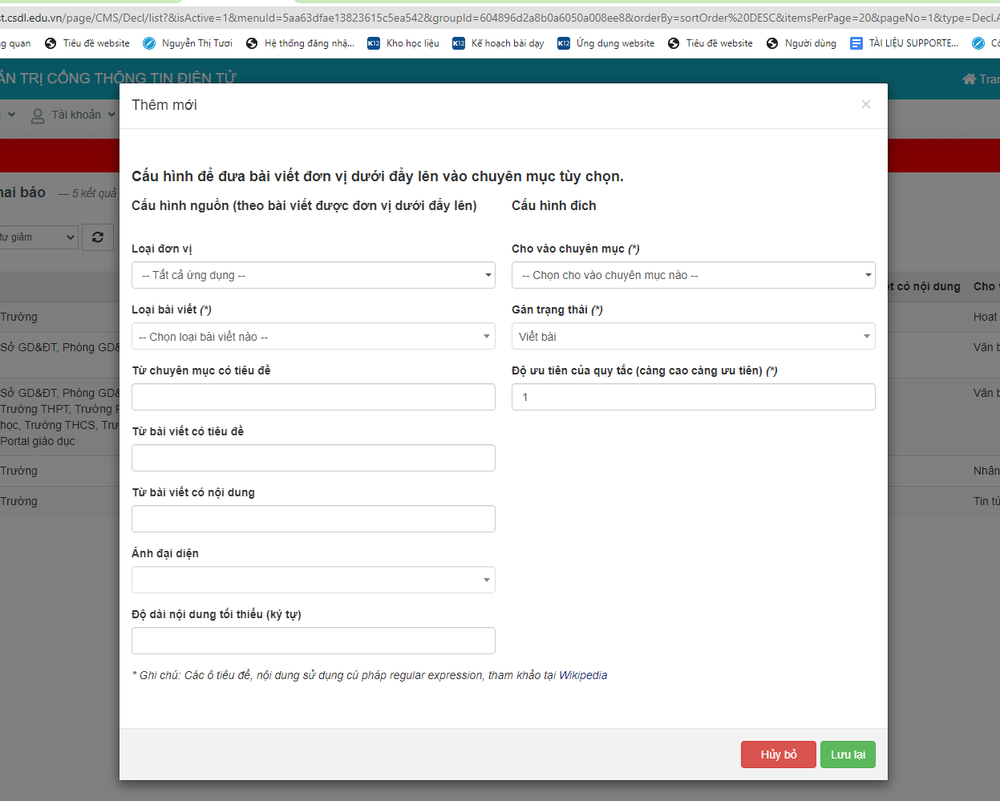 st.csdl.edu.vn/page/CMS/Decl/list?&isActive=1&menuId=5aa63dfae13823615c5ea542&groupId=604896d2a8b0a6050a008ee8&orderBy=sortOrder%20DESC&itemsPerPage=20&pageNo=1&type=Decl.A
ng quan Tiêu đề website Nguyễn Thị Tươi Hệ thống đăng nhậ... K12 Kho học liệu K12 Kế hoạch bài dạy K12 Ứng dụng website Tiêu đề website Người dùng TÀI LIỆU SUPPORTE...
ẢN TRỊ CỔNG THÔNG TIN ĐIỆN TỬ Tran
Tài khoản
Thêm mới ×
Cấu hình để đưa bài viết đơn vị dưới đẩy lên vào chuyên mục tùy chọn.
hai báo — 5 kết quả
Cấu hình nguồn (theo bài viết được đơn vị dưới đẩy lên) Cấu hình đích
tự giảm
Loại đơn vị Cho vào chuyên mục (*)
-- Tất cả ứng dụng -- -- Chọn cho vào chuyên mục nào --
ết có nội dung Cho v
Loại bài viết (*) Gán trạng thái (*)
Trường Hoạt
-- Chọn loại bài viết nào -- Viết bài
Sở GD&ĐT, Phòng GD& Văn b
Từ chuyên mục có tiêu đề Độ ưu tiên của quy tắc (càng cao càng ưu tiên) (*)
Sở GD&ĐT, Phòng GD& 1 Văn b
Trường THPT, Trường P
học, Trường THCS, Trư
Từ bài viết có tiêu đề
Portal giáo dục
Trường Nhân
Từ bài viết có nội dung
Trường Tin tứ
Ảnh đại diện
Độ dài nội dung tối thiểu (ký tự)
* Ghi chú: Các ô tiêu đề, nội dung sử dụng cú pháp regular expression, tham khảo tại Wikipedia
Hủy bỏ Lưu lại